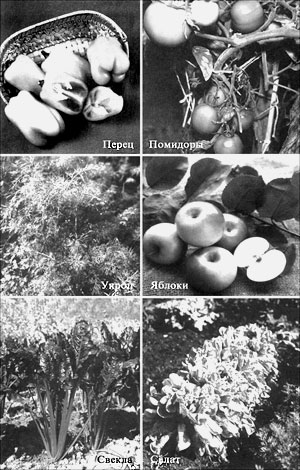 Перец
Помидоры
Укроп
Яблоки
Свекла
Салат